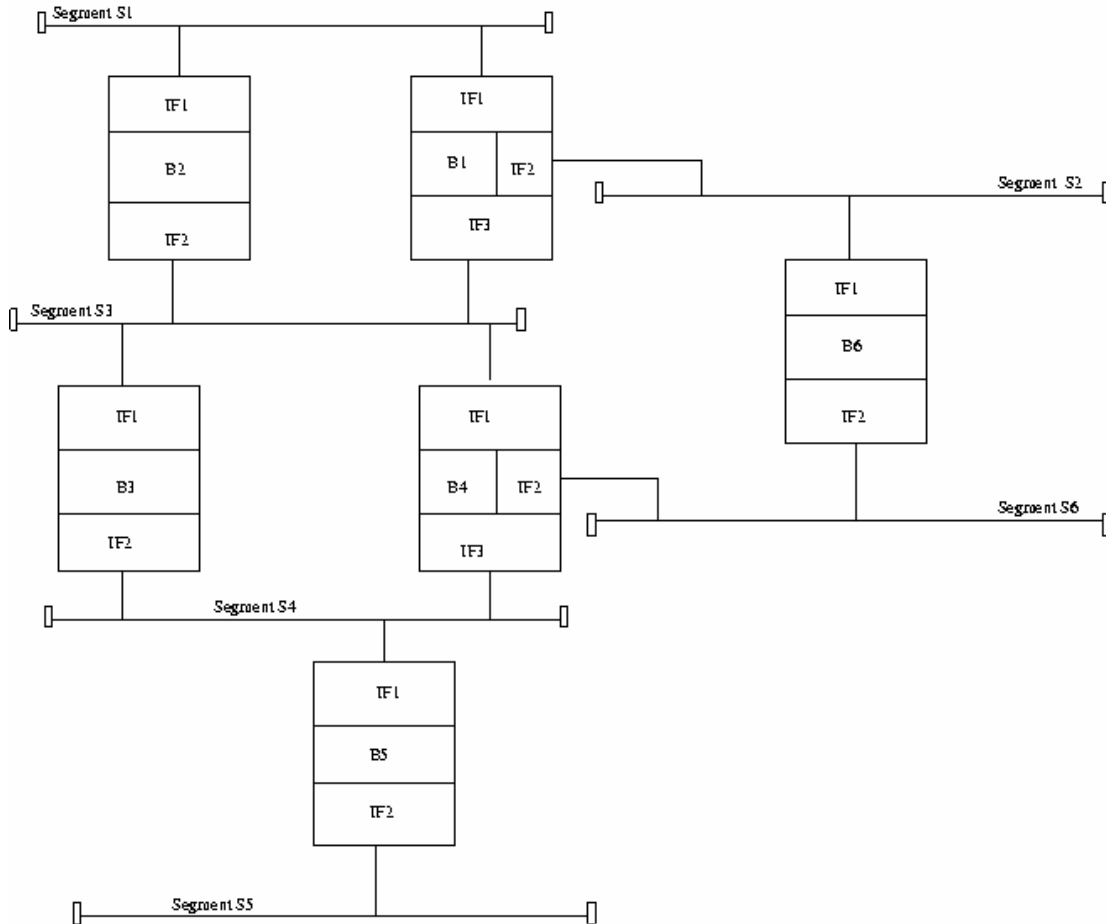 Segment S1
IF1
IF1
B2
B1
IF2
Segment S2
IF2
IF3
IF1
Segment S3
B6
IF1
IF1
IF2
B3
B4
IF2
Segment S6
IF2
IF3
Segment S4
IF1
B5
IF2
Segment S5